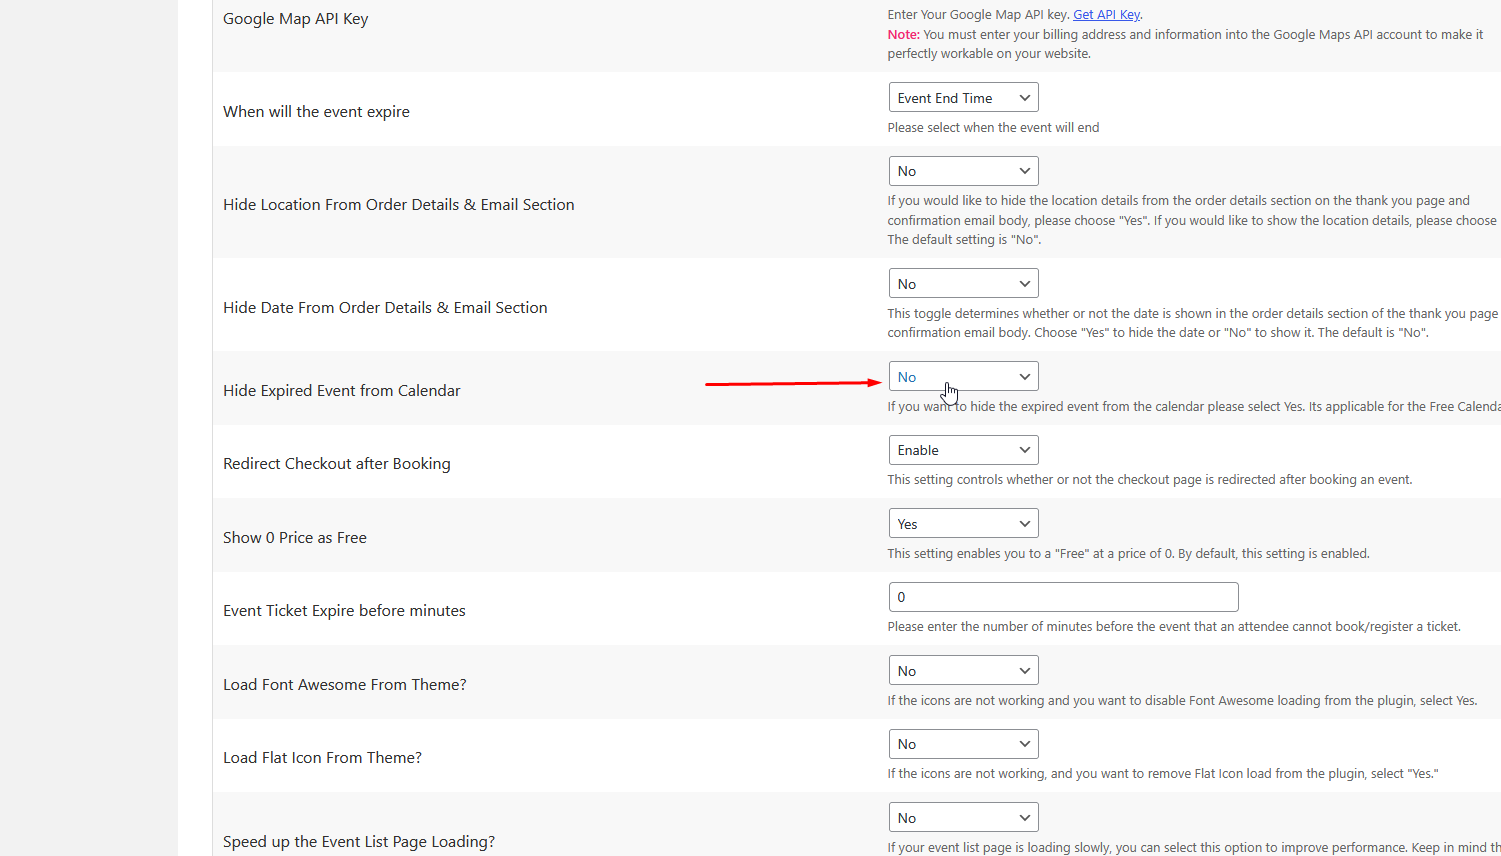 Google Map API Key
Enter Your Google Map API key. Get API Key.
Note: You must enter your billing address and information into the Google Maps API account to make it
perfectly workable on your website.
When will the event expire
Event End Time
Please select when the event will end
Hide Location From Order Details & Email Section
No
If you would like to hide the location details from the order details section on the thank you page and
confirmation email body, please choose "Yes". If you would like to show the location details, please choose
The default setting is "No".
Hide Date From Order Details & Email Section
No
This toggle determines whether or not the date is shown in the order details section of the thank you page
confirmation email body. Choose "Yes" to hide the date or "No" to show it. The default is "No".
Hide Expired Event from Calendar
No
If you want to hide the expired event from the calendar please select Yes. Its applicable for the Free Calenda
Redirect Checkout after Booking
Enable
This setting controls whether or not the checkout page is redirected after booking an event.
Show 0 Price as Free
Yes
This setting enables you to a "Free" at a price of 0. By default, this setting is enabled.
Event Ticket Expire before minutes
0
Please enter the number of minutes before the event that an attendee cannot book/register a ticket.
Load Font Awesome From Theme?
No
If the icons are not working and you want to disable Font Awesome loading from the plugin, select Yes.
Load Flat Icon From Theme?
No
If the icons are not working, and you want to remove Flat Icon load from the plugin, select "Yes."
Speed up the Event List Page Loading?
No
If your event list page is loading slowly, you can select this option to improve performance. Keep in mind th